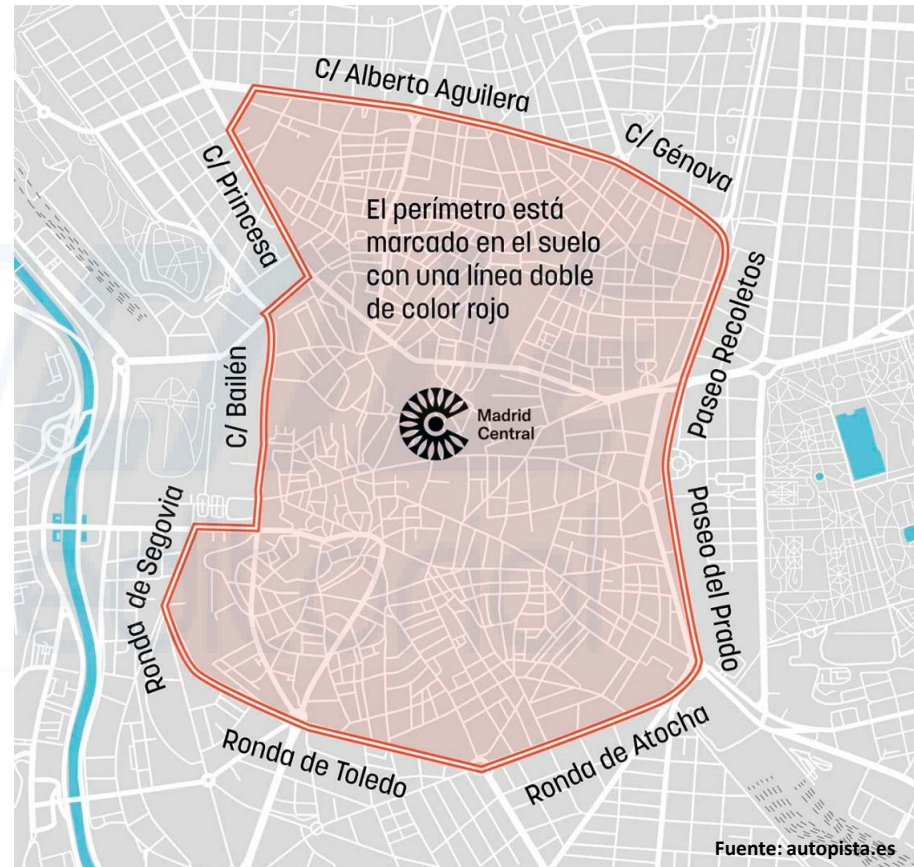 C/ Alberto Aguilera
C/ Génova
C/ Princesa
El perímetro está
marcado en el suelo
con una línea doble
de color rojo
Paseo Recoletos
C/ Bailén
Madrid
Central
Ronda de Segovia
Paseo del Prado
Ronda de Toledo
Ronda de Atocha
Fuente: autopista.es